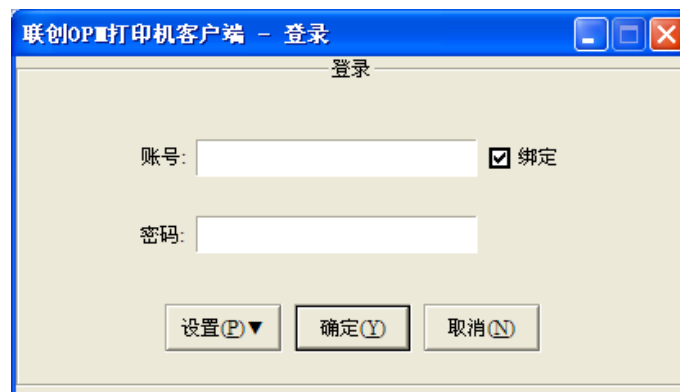 联创OPM打印机客户端 - 登录
登录
账号: 绑定
密码:
设置(P)▼ 确定(Y) 取消(N)